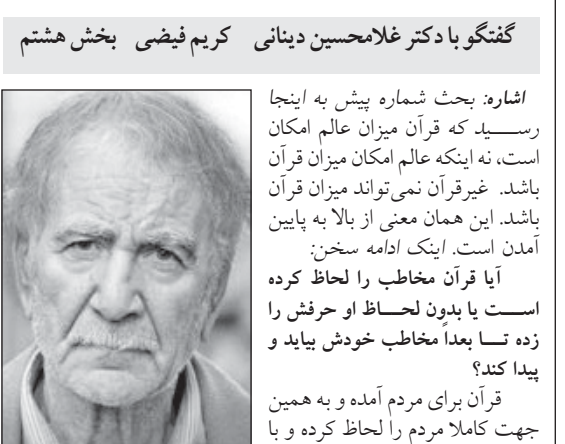 گفتگو با دکتر غلامحسین دینانی کریم فیضی بخش هشتم
اشاره: بحث شماره پیش به اینجا
رسید که قرآن میزان عالم امکان
است، نه اینکه عالم امکان میزان قرآن
باشد. غیرقرآن نمی‌تواند میزان قرآن
باشد. این همان معنی از بالا به پایین
آمدن است. اینک ادامه سخن:
آیا قرآن مخاطب را لحاظ کرده
است یا بدون لحاظ او حرفش را
زده تا بعداً مخاطب خودش بیاید و
پیدا کند؟
قرآن برای مردم آمده و به همین
جهت کاملا مردم را لحاظ کرده و با